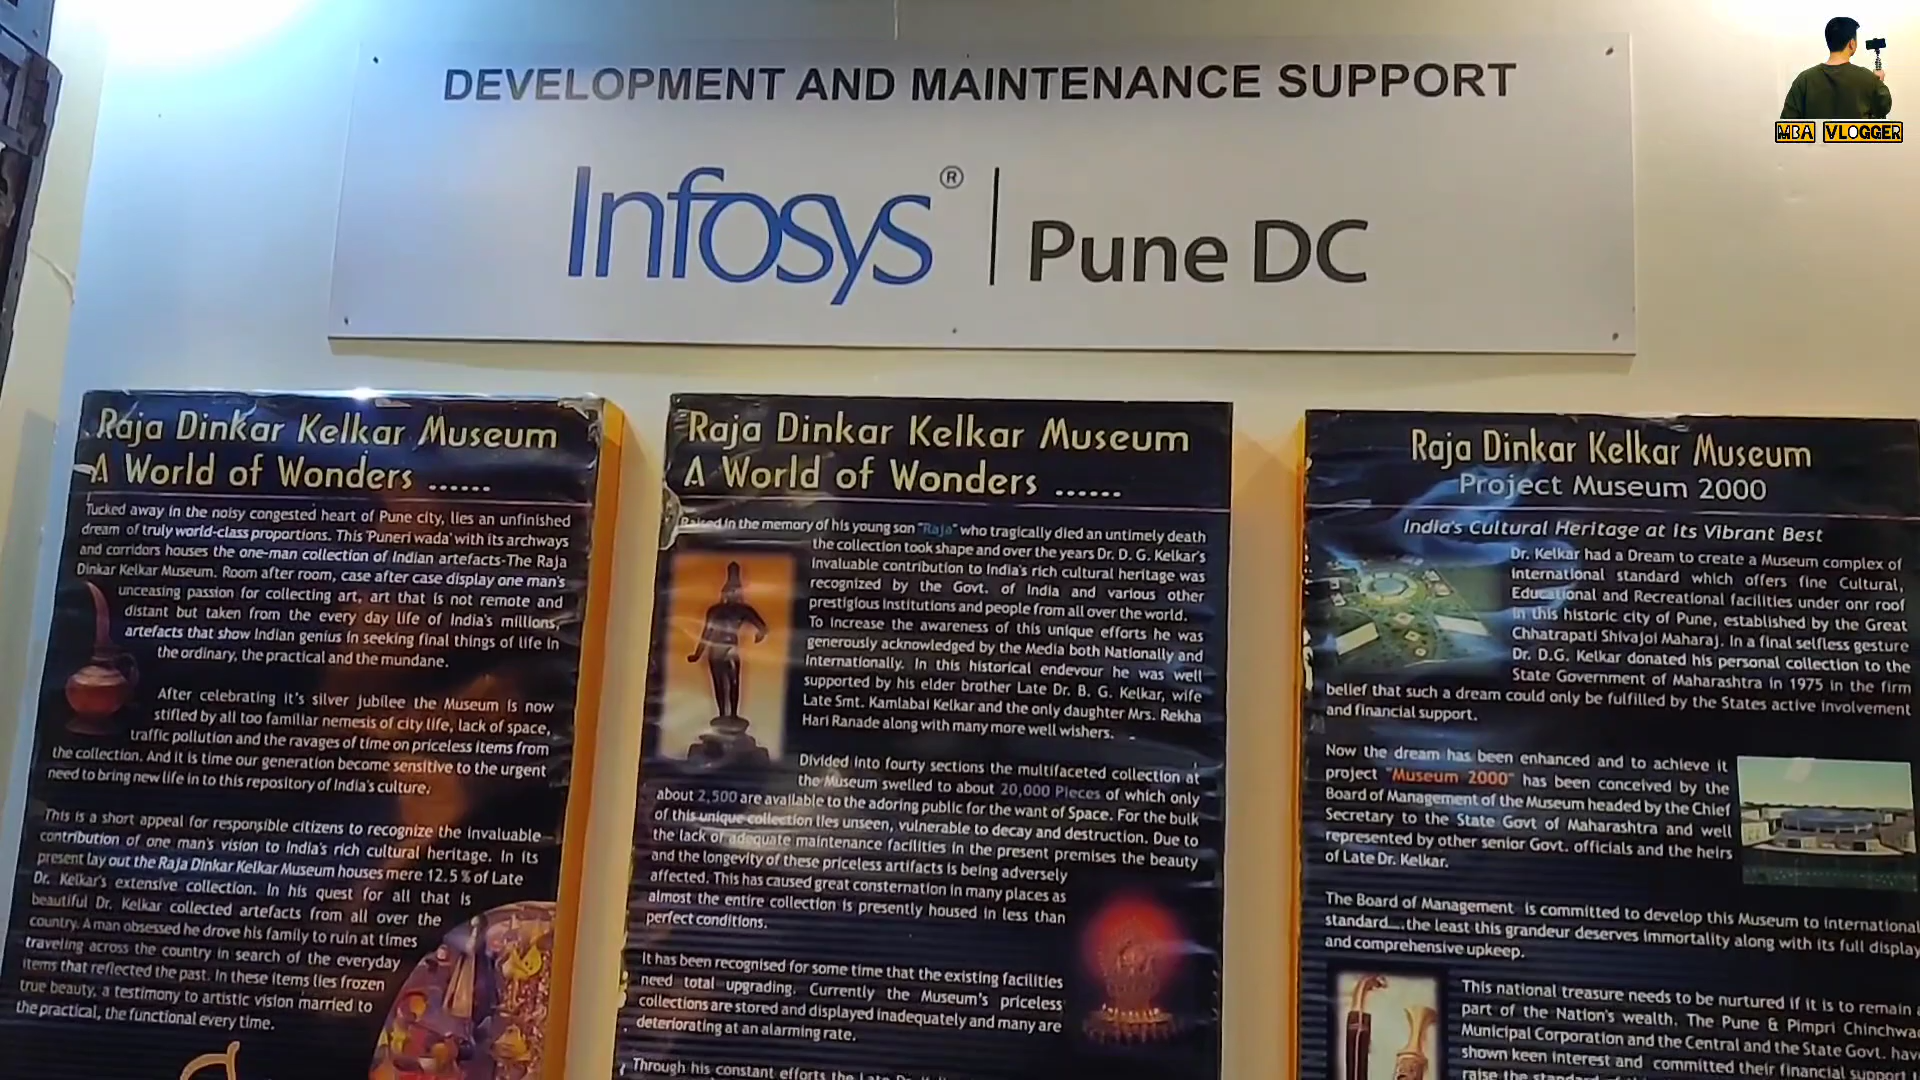 DEVELOPMENT AND MAINTENANCE SUPPORT
Infosys® | Pune DC
MBA VLOGGER
Raja Dinkar Kelkar Museum
A World of Wonders ......
Tucked away in the noisy congested heart of Pune city, lies an unfinished
dream of truly world-class proportions. This 'Puneri wada' with its archways
and corridors houses the one-man collection of Indian artefacts-The Raja
Dinkar Kelkar Museum. Room after room, case after case display one man's
unceasing passion for collecting art, art that is not remote and
distant but taken from the every day life of India's millions,
artefacts that show Indian genius in seeking final things of life in
the ordinary, the practical and the mundane.
After celebrating it's silver jubilee the Museum is now
stifled by all too familiar nemesis of city life, lack of space,
traffic pollution and the ravages of time on priceless items from
the collection. And it is time our generation become sensitive to the urgent
need to bring new life in to this repository of India's culture.
This is a short appeal for responsible citizens to recognize the invaluable
contribution of one man's vision to India's rich cultural heritage. In its
present lay out the Raja Dinkar Kelkar Museum houses mere 12.5 % of Late
Dr. Kelkar's extensive collection. In his quest for all that is
beautiful Dr. Kelkar collected artefacts from all over the
country. A man obsessed he drove his family to ruin at times
traveling across the country in search of the everyday
items that reflected the past. In these items lies frozen
true beauty, a testimony to artistic vision married to
the practical, the functional every time.
Raja Dinkar Kelkar Museum
A World of Wonders ......
Raised in the memory of his young son "Raja" who tragically died an untimely death
the collection took shape and over the years Dr. D. G. Kelkar's
invaluable contribution to India's rich cultural heritage was
recognized by the Govt. of India and various other
prestigious institutions and people from all over the world.
To increase the awareness of this unique efforts he was
generously acknowledged by the Media both Nationally and
Internationally. In this historical endevour he was well
supported by his elder brother Late Dr. B. G. Kelkar, wife
Late Smt. Kamlabai Kelkar and the only daughter Mrs. Rekha
Hari Ranade along with many more well wishers.
Divided into fourty sections the multifaceted collection at
the Museum swelled to about 20,000 Pieces of which only
about 2,500 are available to the adoring public for the want of Space. For the bulk
of this unique collection lies unseen, vulnerable to decay and destruction. Due to
the lack of adequate maintenance facilities in the present premises the beauty
and the longevity of these priceless artifacts is being adversely
affected. This has caused great consternation in many places as
almost the entire collection is presently housed in less than
perfect conditions.
It has been recognised for some time that the existing facilities
need total upgrading. Currently the Museum's priceless
collections are stored and displayed inadequately and many are
deteriorating at an alarming rate.
Through his constant efforts the Late Dr.
Raja Dinkar Kelkar Museum
Project Museum 2000
India's Cultural Heritage at its Vibrant Best
Dr. Kelkar had a Dream to create a Museum complex of
international standard which offers fine Cultural,
Educational and Recreational facilities under onr roof
in this historic city of Pune, established by the Great
Chhatrapati Shivajoi Maharaj. In a final selfless gesture
Dr. D.G. Kelkar donated his personal collection to the
State Government of Maharashtra in 1975 in the firm
belief that such a dream could only be fulfilled by the States active involvement
and financial support.
Now the dream has been enhanced and to achieve it
project "Museum 2000" has been conceived by the
Board of Management of the Museum headed by the Chief
Secretary to the State Govt of Maharashtra and well
represented by other senior Govt. officials and the heirs
of Late Dr. Kelkar.
The Board of Management is committed to develop this Museum to international
standard....the least this grandeur deserves immortality along with its full display
and comprehensive upkeep.
This national treasure needs to be nurtured if it is to remain a
part of the Nation's wealth. The Pune & Pimpri Chinchwa
Municipal Corporation and the Central and the State Govt. have
shown keen interest and committed their financial support
raise the standard